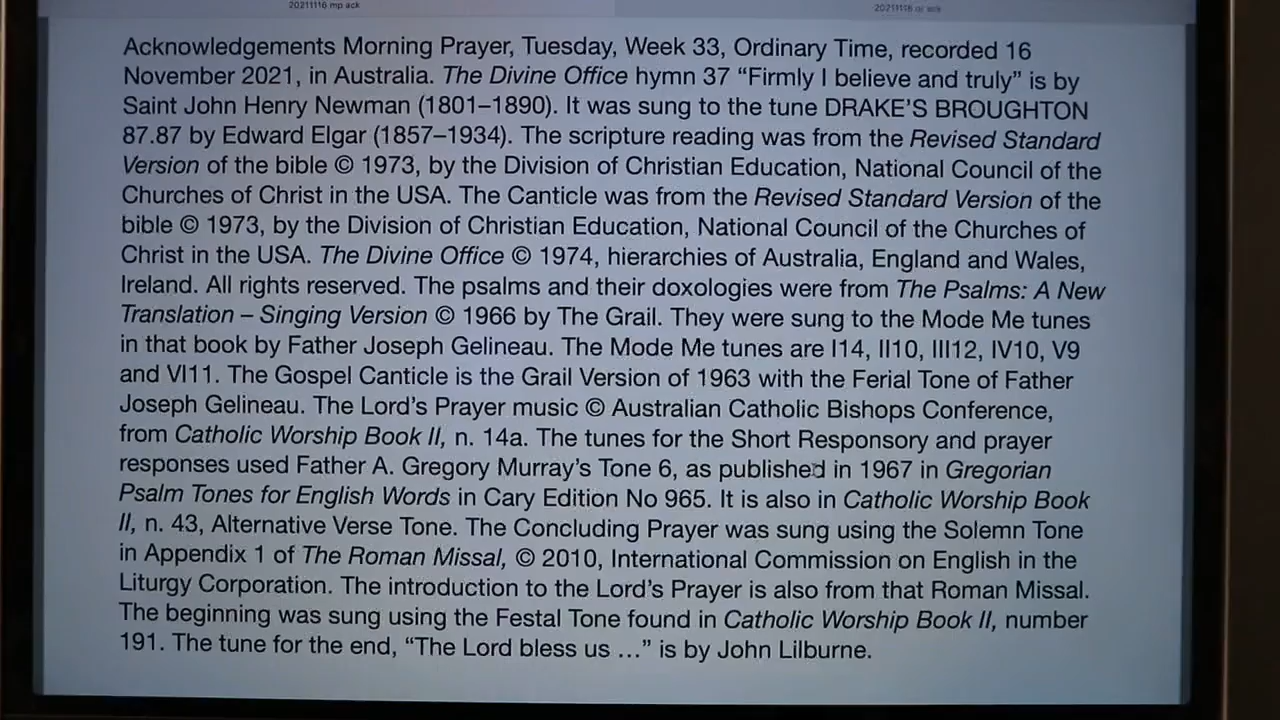 20211116 mp ack
20211116 or ack
Acknowledgements Morning Prayer, Tuesday, Week 33, Ordinary Time, recorded 16
November 2021, in Australia. The Divine Office hymn 37 “Firmly I believe and truly” is by
Saint John Henry Newman (1801–1890). It was sung to the tune DRAKE’S BROUGHTON
87.87 by Edward Elgar (1857–1934). The scripture reading was from the Revised Standard
Version of the bible © 1973, by the Division of Christian Education, National Council of the
Churches of Christ in the USA. The Canticle was from the Revised Standard Version of the
bible © 1973, by the Division of Christian Education, National Council of the Churches of
Christ in the USA. The Divine Office © 1974, hierarchies of Australia, England and Wales,
Ireland. All rights reserved. The psalms and their doxologies were from The Psalms: A New
Translation – Singing Version © 1966 by The Grail. They were sung to the Mode Me tunes
in that book by Father Joseph Gelineau. The Mode Me tunes are I14, II10, III12, IV10, V9
and VI11. The Gospel Canticle is the Grail Version of 1963 with the Ferial Tone of Father
Joseph Gelineau. The Lord’s Prayer music © Australian Catholic Bishops Conference,
from Catholic Worship Book II, n. 14a. The tunes for the Short Responsory and prayer
responses used Father A. Gregory Murray’s Tone 6, as published in 1967 in Gregorian
Psalm Tones for English Words in Cary Edition No 965. It is also in Catholic Worship Book
II, n. 43, Alternative Verse Tone. The Concluding Prayer was sung using the Solemn Tone
in Appendix 1 of The Roman Missal, © 2010, International Commission on English in the
Liturgy Corporation. The introduction to the Lord’s Prayer is also from that Roman Missal.
The beginning was sung using the Festal Tone found in Catholic Worship Book II, number
191. The tune for the end, “The Lord bless us …” is by John Lilburne.